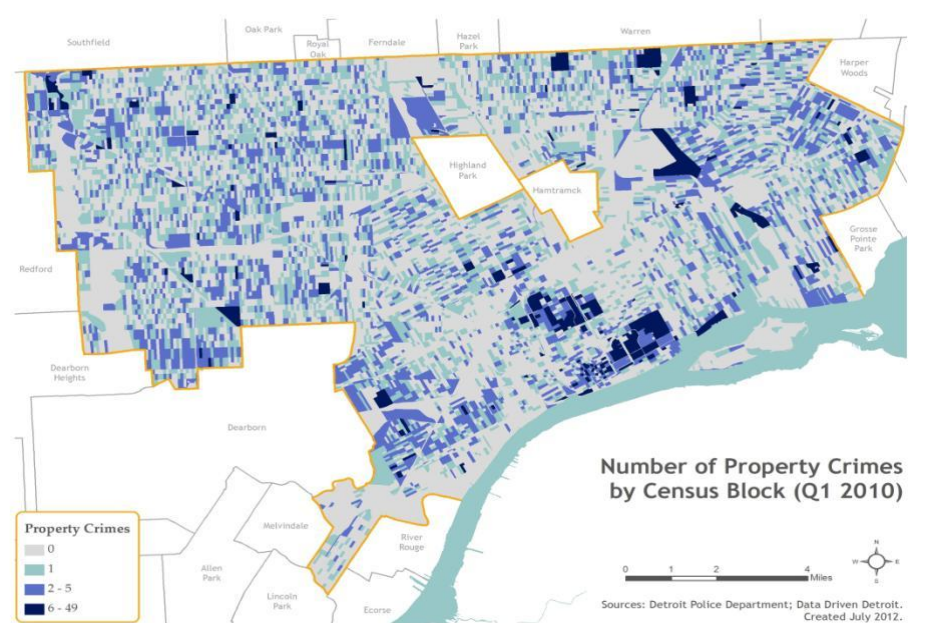 Oak Park
Hazel
Park
Warren
Southfield
Royal
Oak
Ferndale
Harper
Woods
Highland
Park
Hamtramck
Grosse
Pointe
Park
Redford
Dearborn
Heights
Dearborn
Number of Property Crimes
by Census Block (Q1 2010)
Property Crimes
0
1
2 - 5
6 - 49
Melvindale
River
Rouge
Allen
Park
Lincoln
Park
Ecorse
N
W
E
S
0 1 2 4
Miles
Sources: Detroit Police Department; Data Driven Detroit.
Created July 2012.